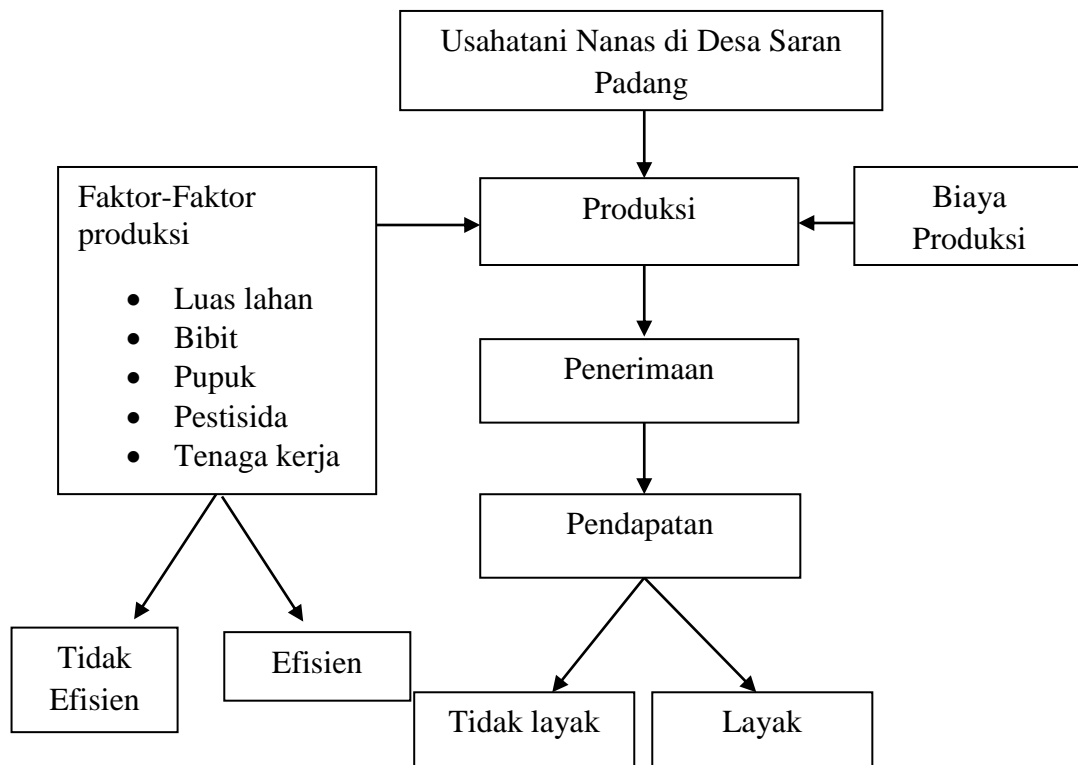 Usahatani Nanas di Desa Saran
Padang
Faktor-Faktor
produksi
• Luas lahan
• Bibit
• Pupuk
• Pestisida
• Tenaga kerja
Produksi
Biaya
Produksi
Penerimaan
Pendapatan
Tidak
Efisien
Efisien
Tidak layak
Layak